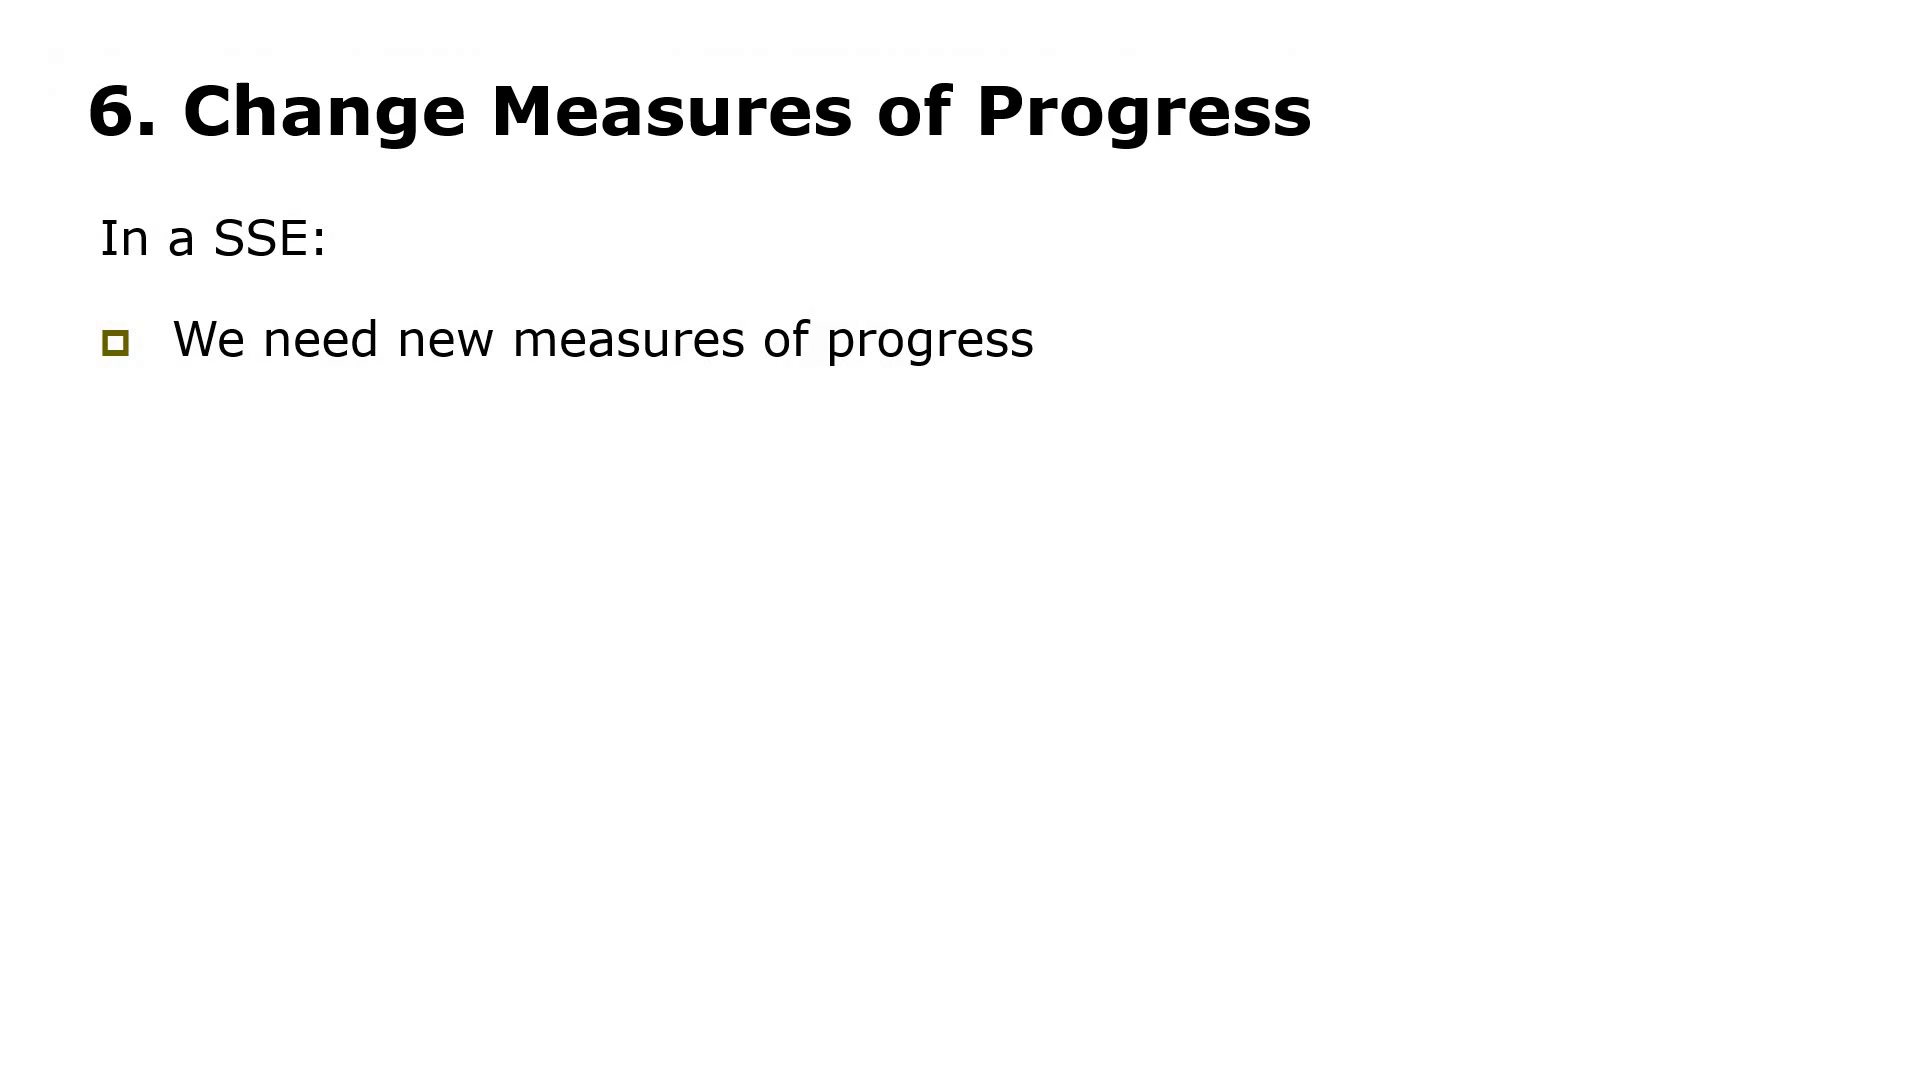 6. Change Measures of Progress
In a SSE:
We need new measures of progress